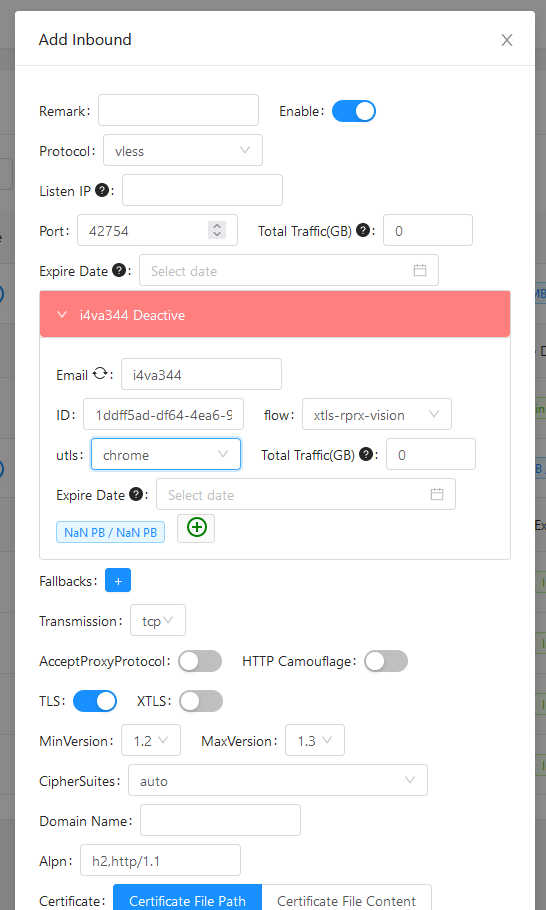 Add Inbound
Remark:
Enable:
Protocol: vless
Listen IP ? :
Port: 42754
Total Traffic(GB) ? : 0
Expire Date ? : Select date
i4va344 Deactive
Email : i4va344
ID: 1ddff5ad-df64-4ea6-9
flow: xtls-rprx-vision
utls: chrome
Total Traffic(GB) ? : 0
Expire Date ? : Select date
NaN PB / NaN PB
Fallbacks: +
Transmission: tcp
AcceptProxyProtocol:
HTTP Camouflage:
TLS:
XTLS:
MinVersion: 1.2
MaxVersion: 1.3
CipherSuites: auto
Domain Name:
Alpn: h2,http/1.1
Certificate: Certificate File Path Certificate File Content